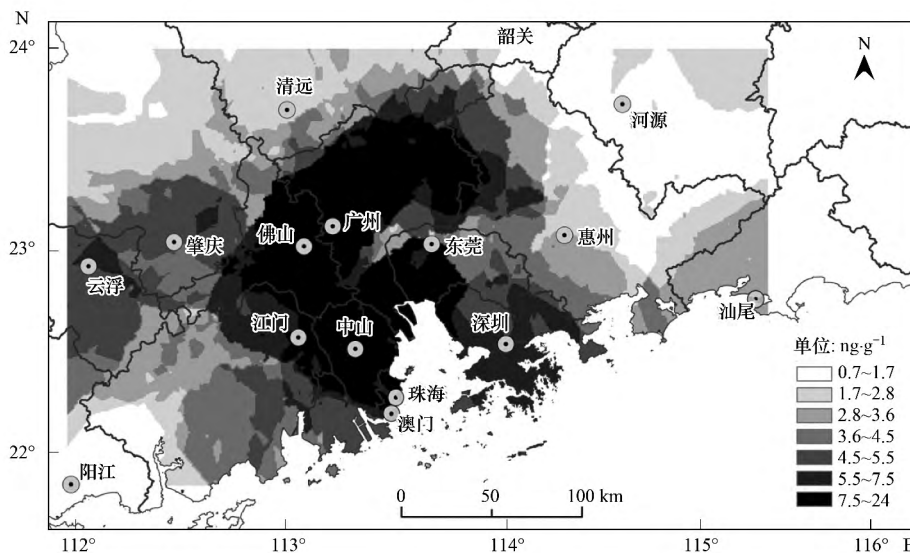 N
24°
韶关
N
清远
河源
广州
23°
肇庆
佛山
东莞
惠州
云浮
江门
中山
深圳
汕尾
单位: ng·g⁻¹
珠海
0.7~1.7
澳门
1.7~2.8
2.8~3.6
22°
3.6~4.5
阳江
4.5~5.5
0 50 100 km
5.5~7.5
7.5~24
112° 113° 114° 115° 116° E